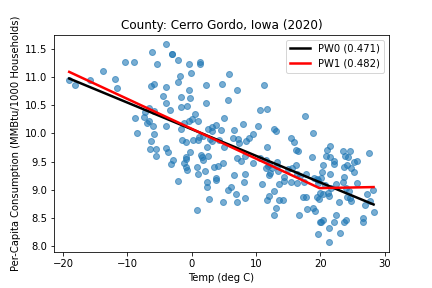 County: Cerro Gordo, Iowa (2020)
PW0 (0.471)
PW1 (0.482)
Per-Capita Consumption (MMBtu/1000 Households)
11.5
11.0
10.5
10.0
9.5
9.0
8.5
8.0
−20 −10 0 10 20 30
Temp (deg C)